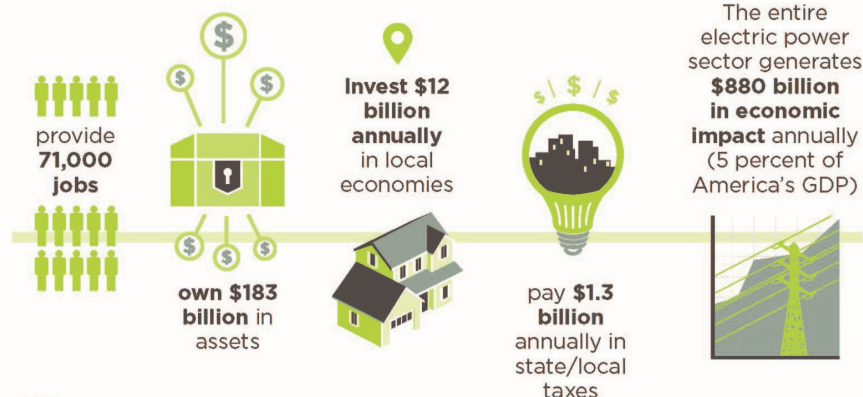 provide
71,000
jobs
$
$
$
$
$
$
own $183
billion in
assets
Invest $12
billion
annually
in local
economies
$ $ $
pay $1.3
billion
annually in
state/local
taxes
The entire
electric power
sector generates
$880 billion
in economic
impact annually
(5 percent of
America's GDP)